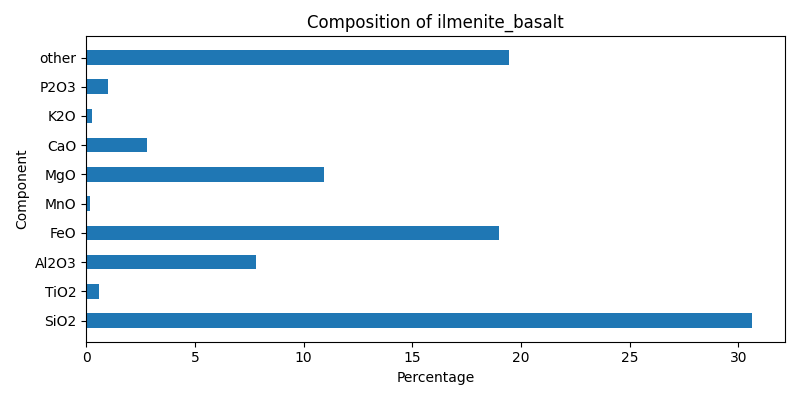 Composition of ilmenite_basalt
other
P2O3
K2O
CaO
MgO
MnO
FeO
Al2O3
TiO2
SiO2
Component
0 5 10 15 20 25 30
Percentage